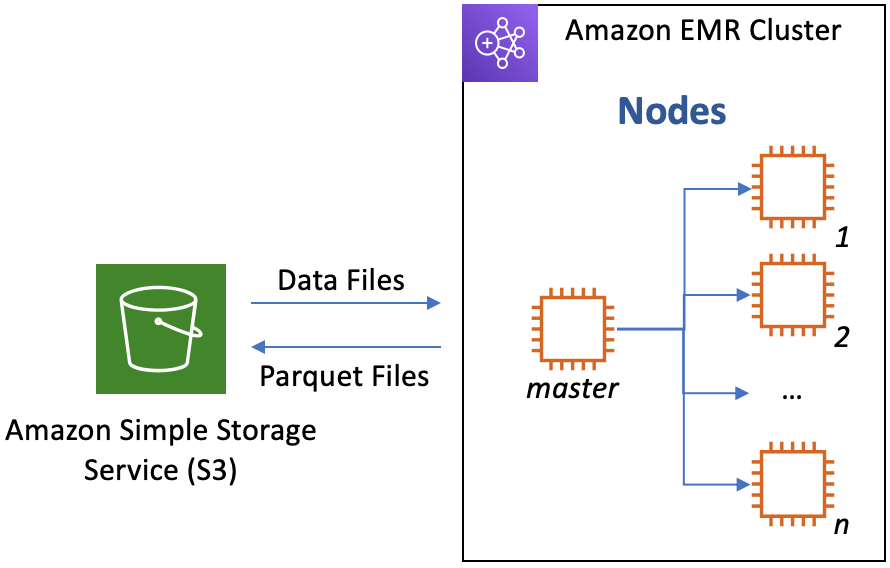 Amazon EMR Cluster
Nodes
1
2
...
n
master
Data Files
Parquet Files
Amazon Simple Storage
Service (S3)